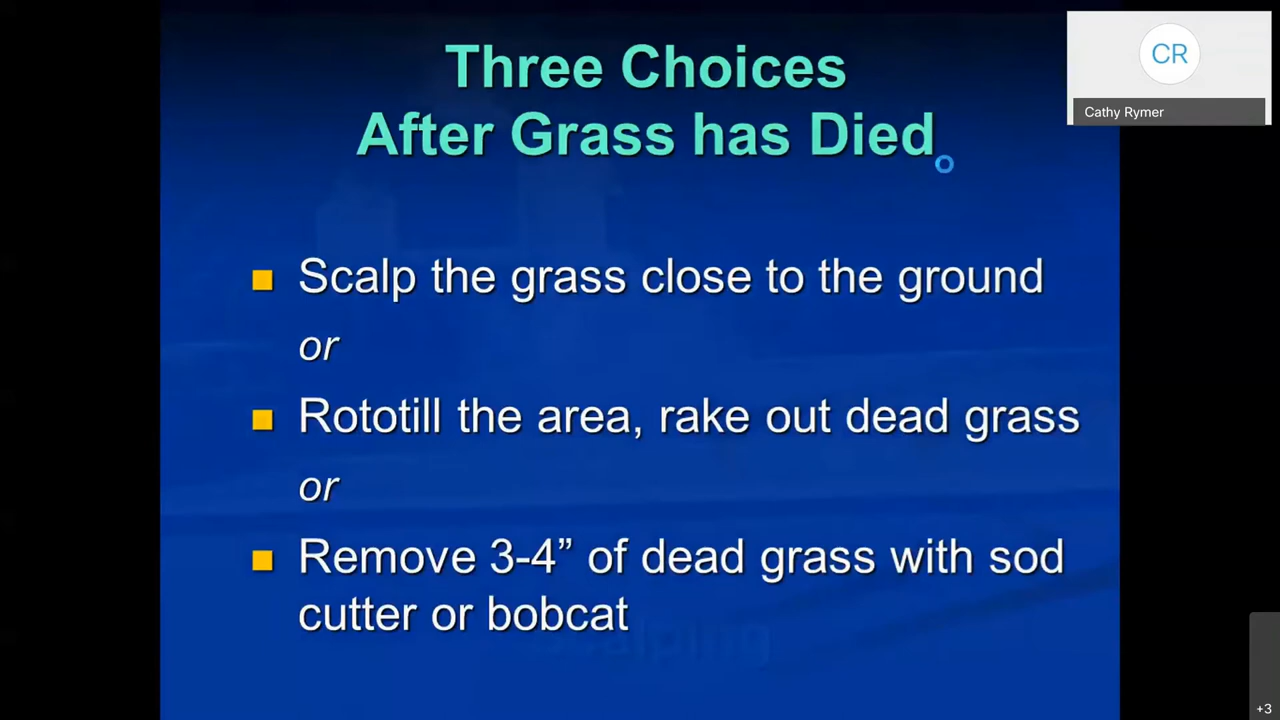 Three Choices
After Grass has Died
CR
Cathy Rymer
Scalp the grass close to the ground
or
Rototill the area, rake out dead grass
or
Remove 3-4” of dead grass with sod
cutter or bobcat
+3